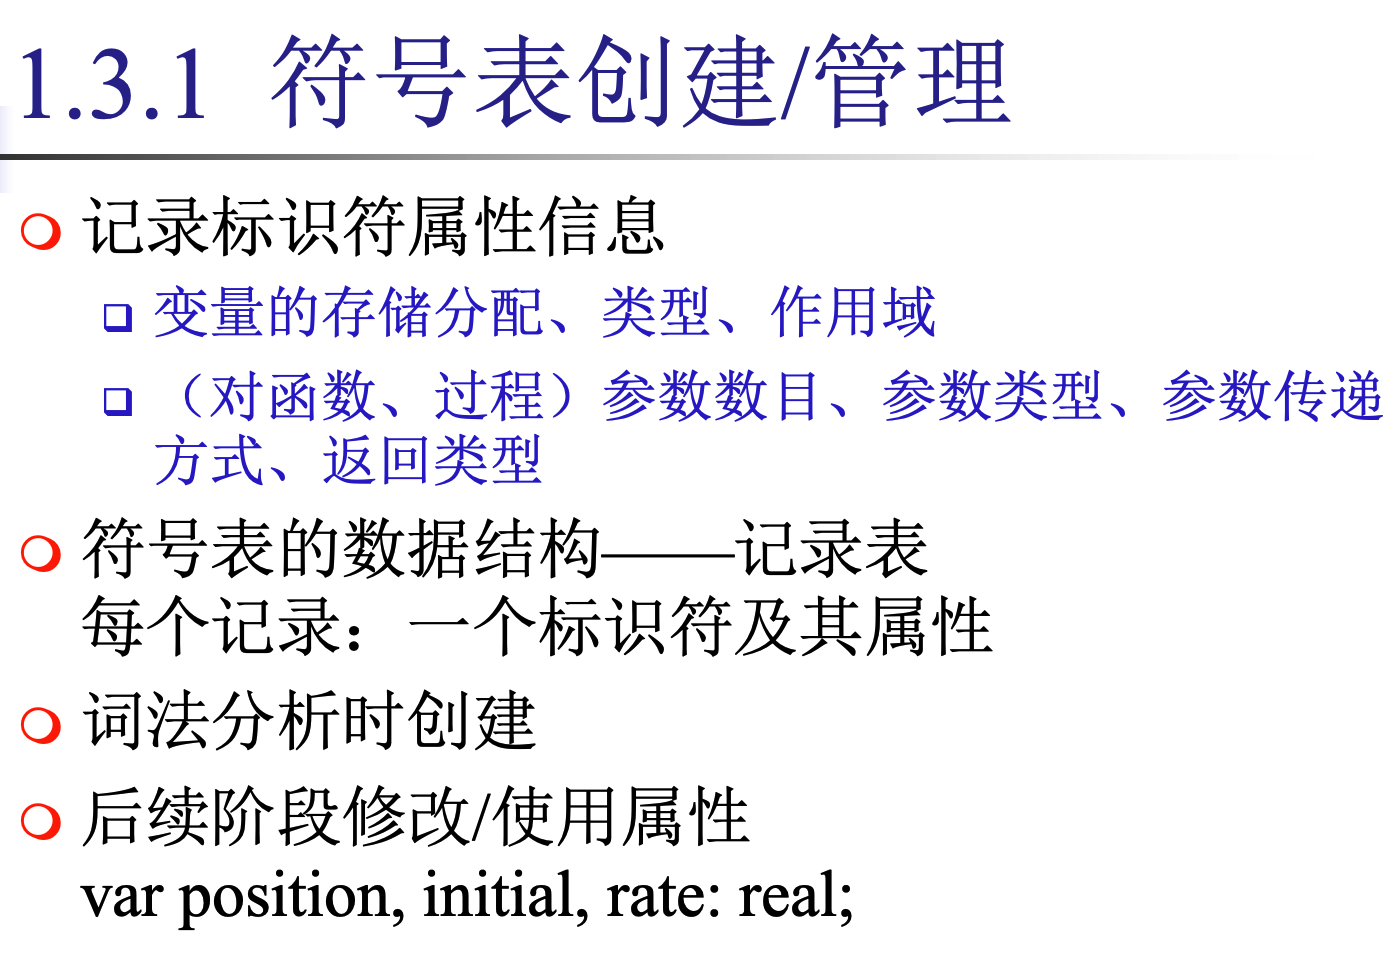 1.3.1 符号表创建/管理
记录标识符属性信息
变量的存储分配、类型、作用域
（对函数、过程）参数数目、参数类型、参数传递
方式、返回类型
符号表的数据结构——记录表
每个记录：一个标识符及其属性
词法分析时创建
后续阶段修改/使用属性
var position, initial, rate: real;